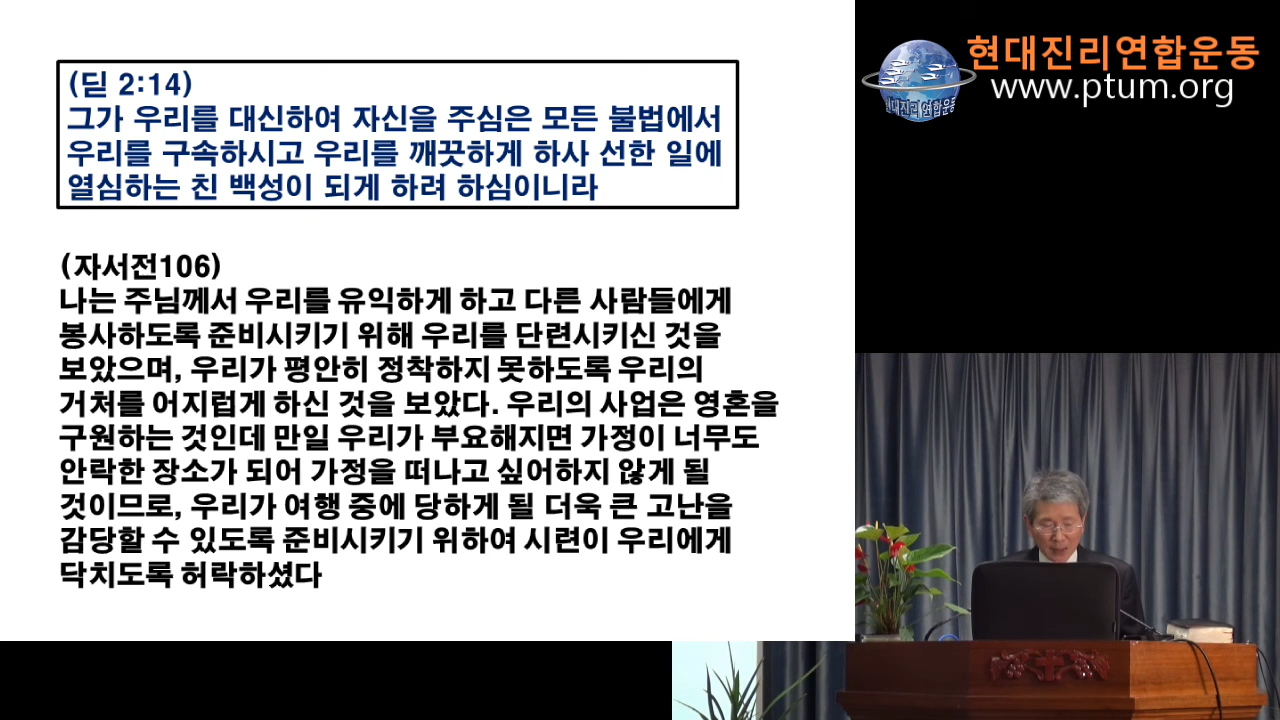 (딛 2:14)
그가 우리를 대신하여 자신을 주심은 모든 불법에서
우리를 구속하시고 우리를 깨끗하게 하사 선한 일에
열심하는 친 백성이 되게 하려 하심이니라
(자서전106)
나는 주님께서 우리를 유익하게 하고 다른 사람들에게
봉사하도록 준비시키기 위해 우리를 단련시키신 것을
보았으며, 우리가 평안히 정착하지 못하도록 우리의
거처를 어지럽게 하신 것을 보았다. 우리의 사업은 영혼을
구원하는 것인데 만일 우리가 부요해지면 가정이 너무도
안락한 장소가 되어 가정을 떠나고 싶어하지 않게 될
것이므로, 우리가 여행 중에 당하게 될 더욱 큰 고난을
감당할 수 있도록 준비시키기 위하여 시련이 우리에게
닥치도록 허락하셨다
현대진리연합운동
www.ptum.org
현대진리 연합운동